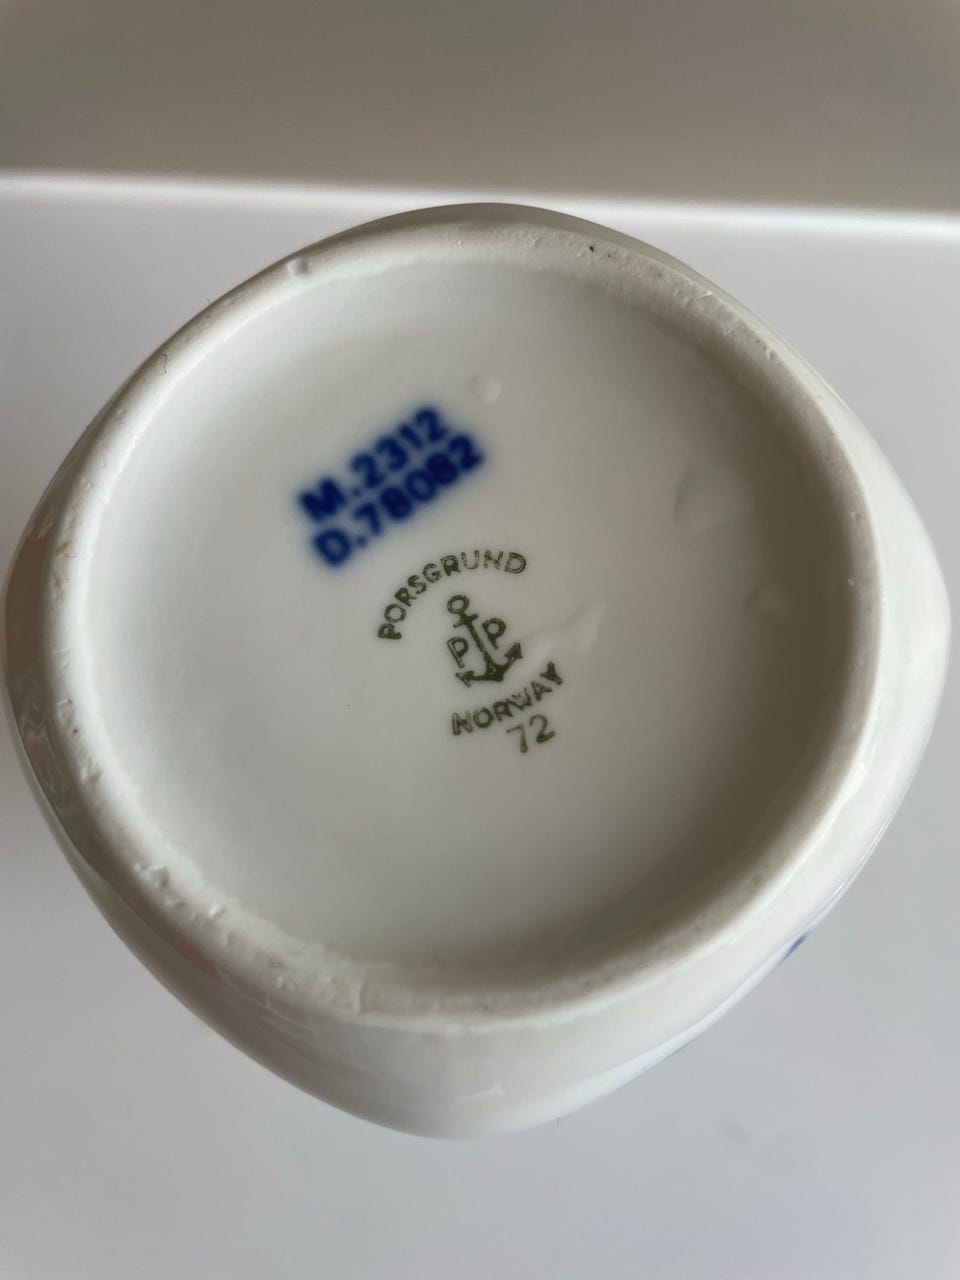 M.2312
D.78082
PORSGRUND
P P
NORWAY
72